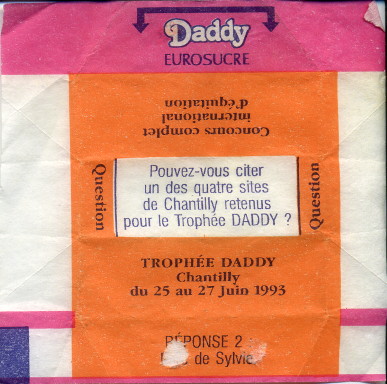 Daddy
EUROSUCRE
Concours complet
international
d'équitation
Question
Pouvez-vous citer
un des quatre sites
de Chantilly retenus
pour le Trophée DADDY ?
Question
TROPHÉE DADDY
Chantilly
du 25 au 27 Juin 1993
RÉPONSE 2
de Sylvie